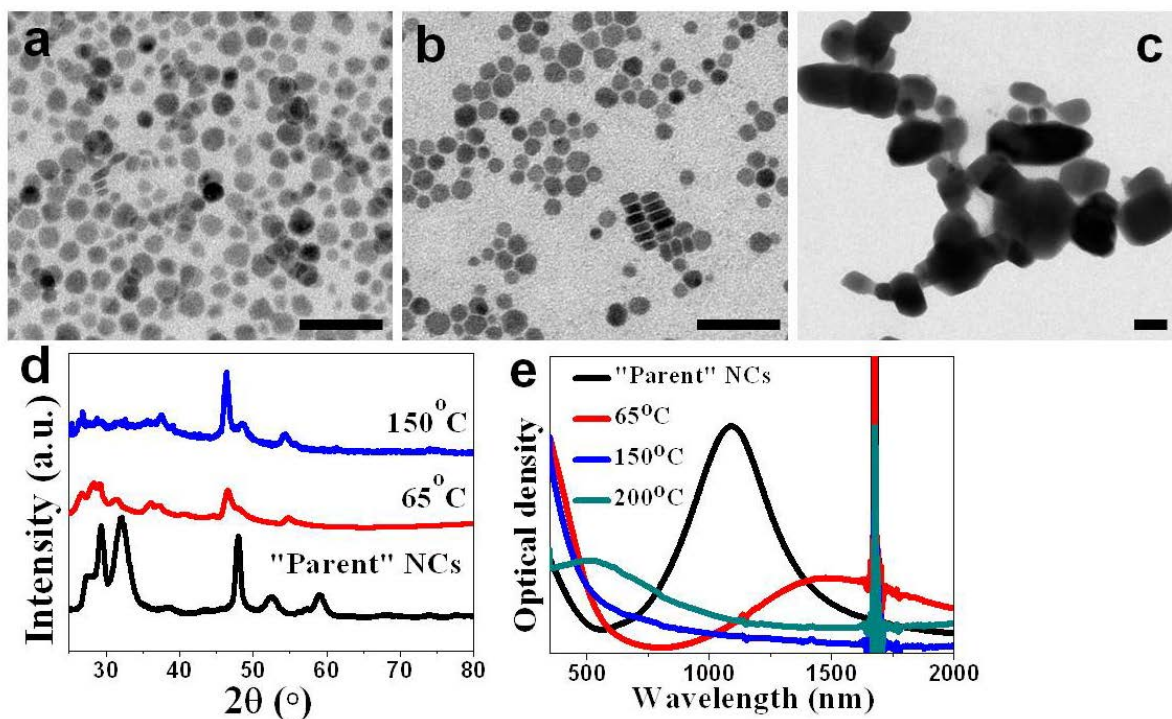 a
b
c
d
Intensity (a.u.)
150°C
65°C
"Parent" NCs
30 40 50 60 70 80
2θ (°)
e
Optical density
"Parent" NCs
65°C
150°C
200°C
500 1000 1500 2000
Wavelength (nm)